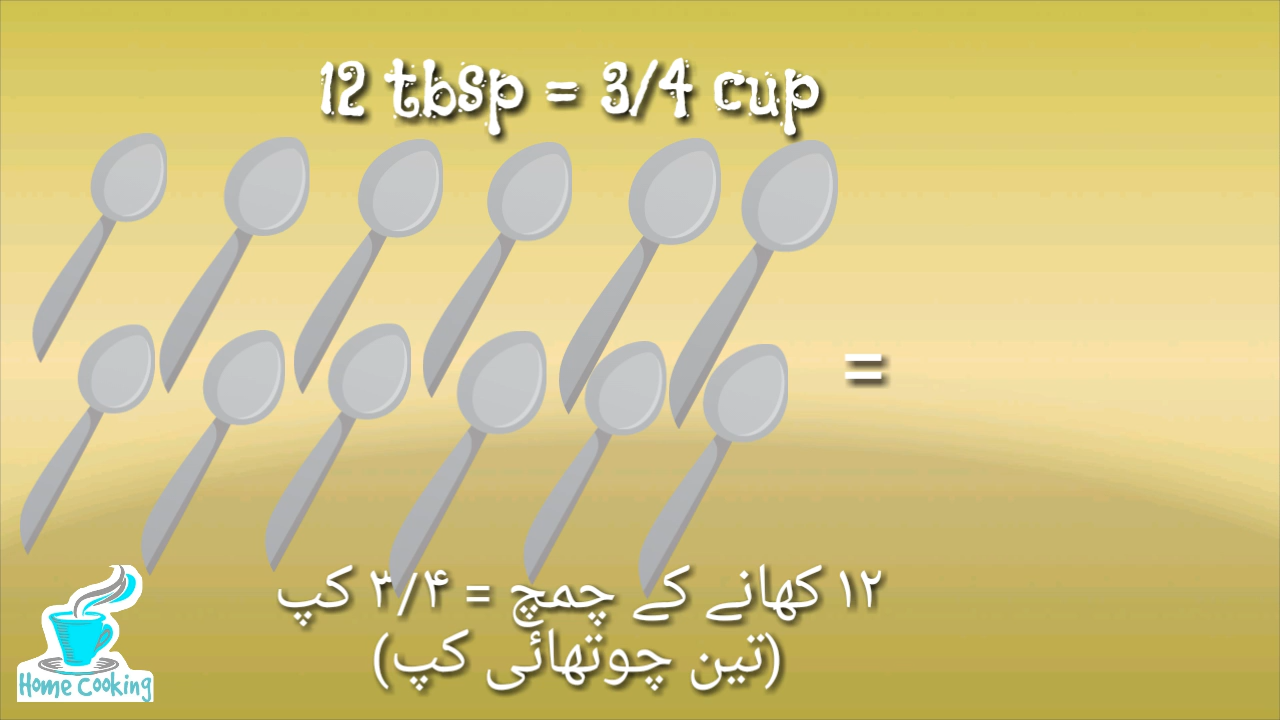 12 tbsp = 3/4 cup
=
۱۲ کھانے کے چمچ = ۳/۴ کپ
(تین چوتھائی کپ)
Home Cooking